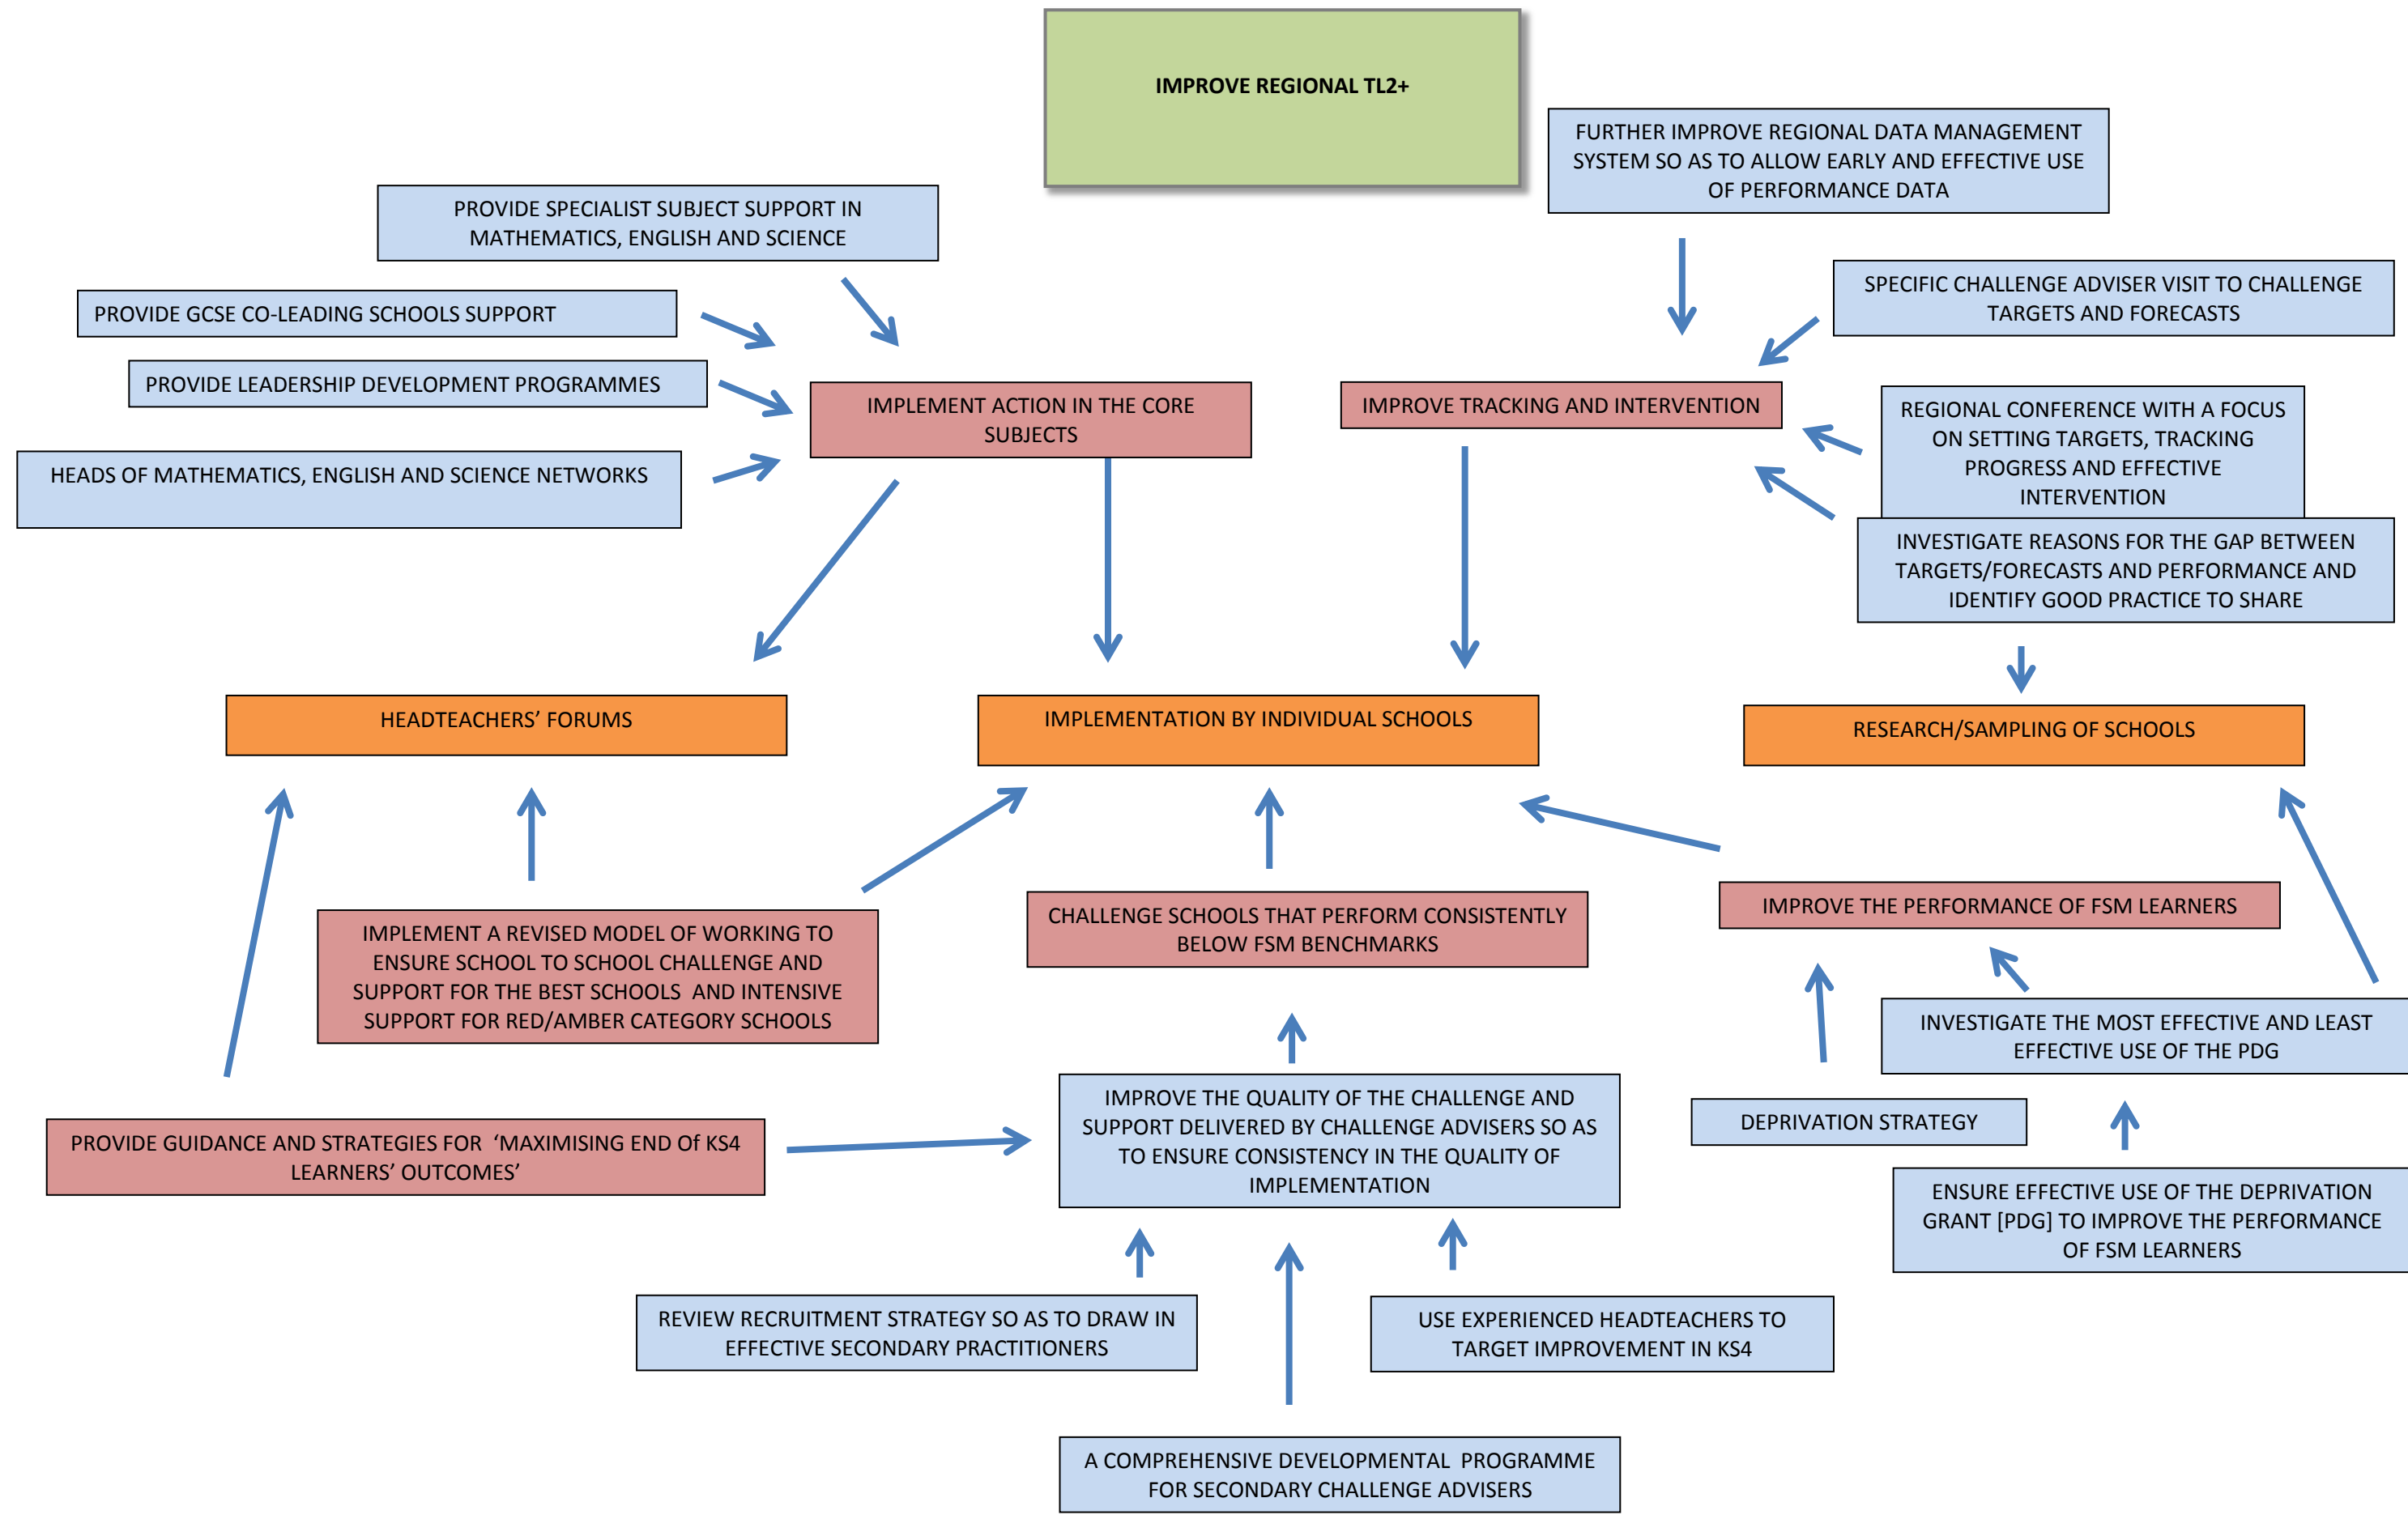 IMPROVE REGIONAL TL2+
FURTHER IMPROVE REGIONAL DATA MANAGEMENT
SYSTEM SO AS TO ALLOW EARLY AND EFFECTIVE USE
OF PERFORMANCE DATA
PROVIDE SPECIALIST SUBJECT SUPPORT IN
MATHEMATICS, ENGLISH AND SCIENCE
SPECIFIC CHALLENGE ADVISER VISIT TO CHALLENGE
TARGETS AND FORECASTS
PROVIDE GCSE CO-LEADING SCHOOLS SUPPORT
PROVIDE LEADERSHIP DEVELOPMENT PROGRAMMES
IMPLEMENT ACTION IN THE CORE
SUBJECTS
IMPROVE TRACKING AND INTERVENTION
REGIONAL CONFERENCE WITH A FOCUS
ON SETTING TARGETS, TRACKING
PROGRESS AND EFFECTIVE
INTERVENTION
HEADS OF MATHEMATICS, ENGLISH AND SCIENCE NETWORKS
INVESTIGATE REASONS FOR THE GAP BETWEEN
TARGETS/FORECASTS AND PERFORMANCE AND
IDENTIFY GOOD PRACTICE TO SHARE
HEADTEACHERS’ FORUMS
IMPLEMENTATION BY INDIVIDUAL SCHOOLS
RESEARCH/SAMPLING OF SCHOOLS
IMPLEMENT A REVISED MODEL OF WORKING TO
ENSURE SCHOOL TO SCHOOL CHALLENGE AND
SUPPORT FOR THE BEST SCHOOLS AND INTENSIVE
SUPPORT FOR RED/AMBER CATEGORY SCHOOLS
CHALLENGE SCHOOLS THAT PERFORM CONSISTENTLY
BELOW FSM BENCHMARKS
IMPROVE THE PERFORMANCE OF FSM LEARNERS
INVESTIGATE THE MOST EFFECTIVE AND LEAST
EFFECTIVE USE OF THE PDG
PROVIDE GUIDANCE AND STRATEGIES FOR ‘MAXIMISING END Of KS4
LEARNERS’ OUTCOMES’
IMPROVE THE QUALITY OF THE CHALLENGE AND
SUPPORT DELIVERED BY CHALLENGE ADVISERS SO AS
TO ENSURE CONSISTENCY IN THE QUALITY OF
IMPLEMENTATION
DEPRIVATION STRATEGY
ENSURE EFFECTIVE USE OF THE DEPRIVATION
GRANT [PDG] TO IMPROVE THE PERFORMANCE
OF FSM LEARNERS
REVIEW RECRUITMENT STRATEGY SO AS TO DRAW IN
EFFECTIVE SECONDARY PRACTITIONERS
USE EXPERIENCED HEADTEACHERS TO
TARGET IMPROVEMENT IN KS4
A COMPREHENSIVE DEVELOPMENTAL PROGRAMME
FOR SECONDARY CHALLENGE ADVISERS